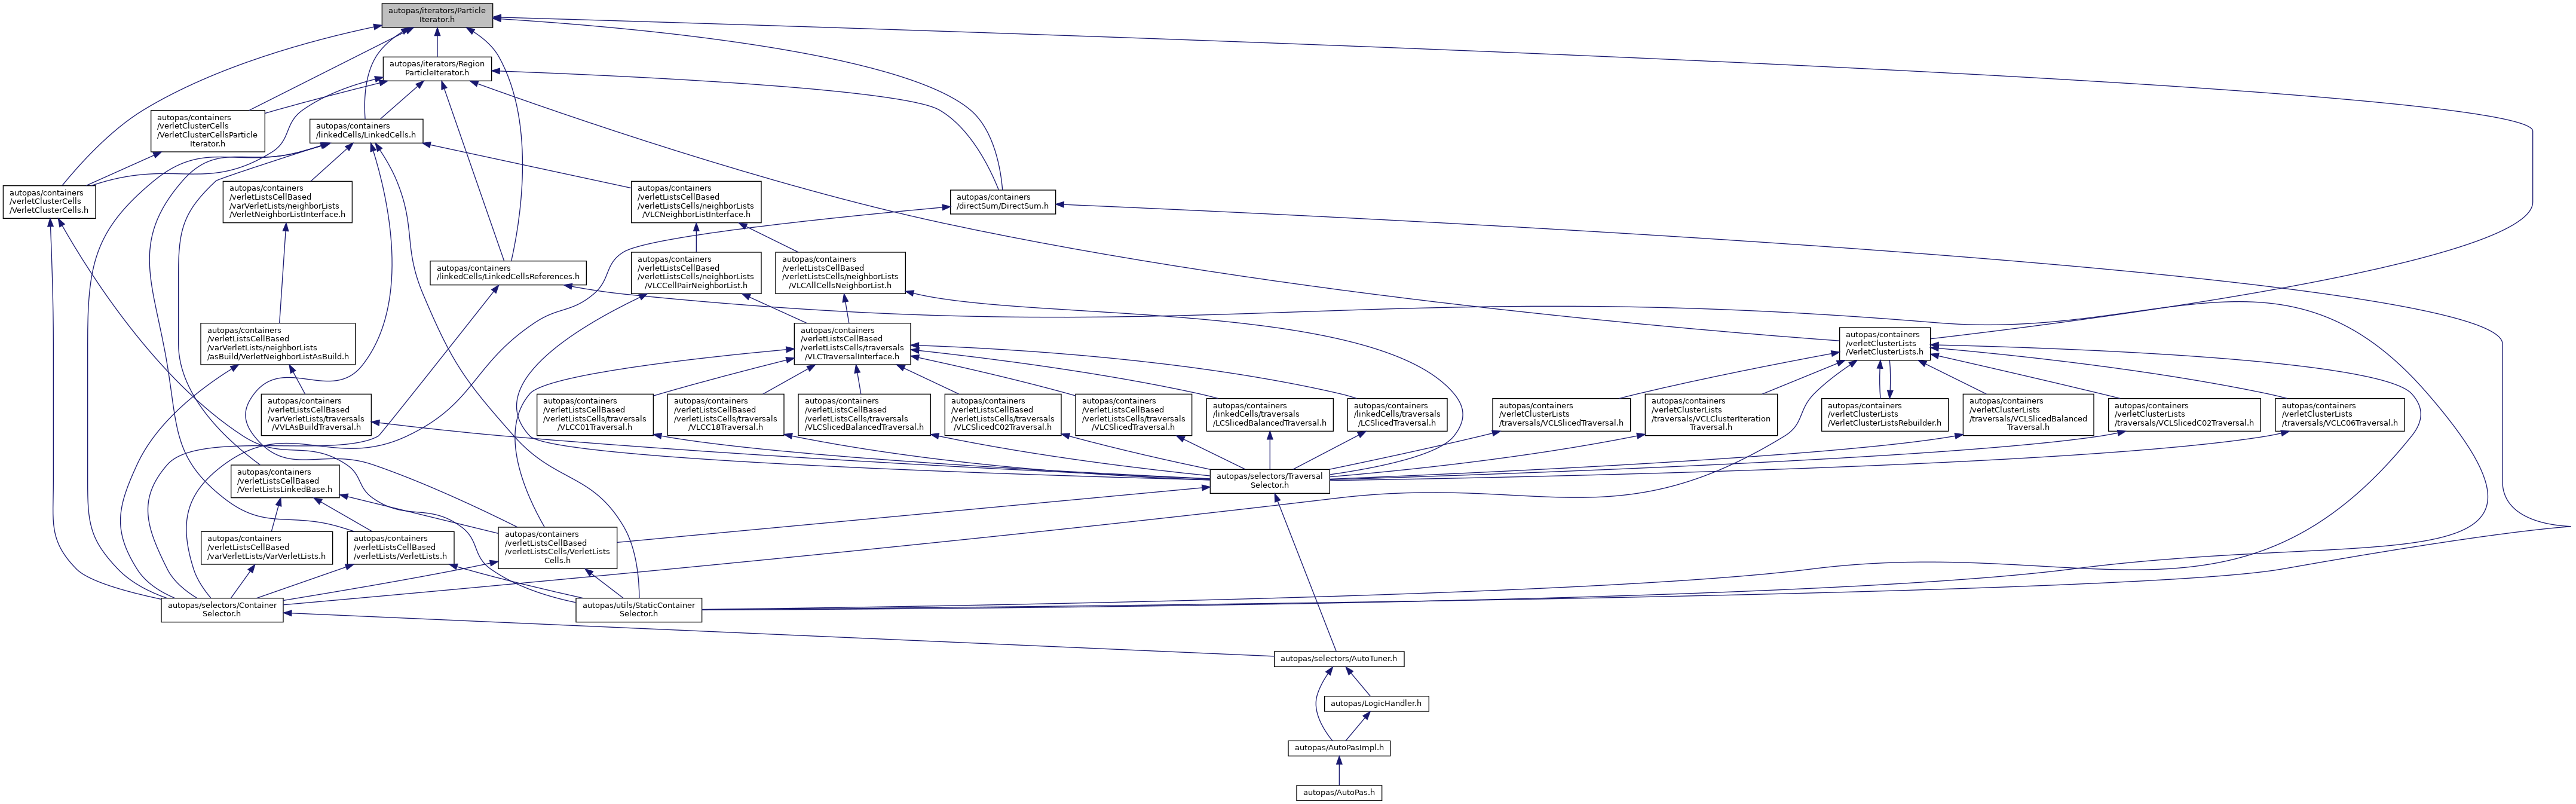 autopas/iterators/Particle
Iterator.h
autopas/iterators/Region
ParticleIterator.h
autopas/containers
/verletClusterCells
/VerletClusterCellsParticle
Iterator.h
autopas/containers
/linkedCells/LinkedCells.h
autopas/containers
/verletClusterCells
/VerletClusterCells.h
autopas/containers
/verletListsCellBased
/varVerletLists/neighborLists
/VerletNeighborListInterface.h
autopas/containers
/verletListsCellBased
/verletListsCells/neighborLists
/VLCNeighborListInterface.h
autopas/containers
/directSum/DirectSum.h
autopas/containers
/linkedCells/LinkedCellsReferences.h
autopas/containers
/verletListsCellBased
/verletListsCells/neighborLists
/VLCCellPairNeighborList.h
autopas/containers
/verletListsCellBased
/verletListsCells/neighborLists
/VLCAllCellsNeighborList.h
autopas/containers
/verletListsCellBased
/varVerletLists/neighborLists
/asBuild/VerletNeighborListAsBuild.h
autopas/containers
/verletListsCellBased
/verletListsCells/traversals
/VLCTraversalInterface.h
autopas/containers
/verletClusterLists
/VerletClusterLists.h
autopas/containers
/verletListsCellBased
/varVerletLists/traversals
/VVLAsBuildTraversal.h
autopas/containers
/verletListsCellBased
/verletListsCells/traversals
/VLCC01Traversal.h
autopas/containers
/verletListsCellBased
/verletListsCells/traversals
/VLCC18Traversal.h
autopas/containers
/verletListsCellBased
/verletListsCells/traversals
/VLCSlicedBalancedTraversal.h
autopas/containers
/verletListsCellBased
/verletListsCells/traversals
/VLCSlicedC02Traversal.h
autopas/containers
/verletListsCellBased
/verletListsCells/traversals
/VLCSlicedTraversal.h
autopas/containers
/linkedCells/traversals
/LCSlicedBalancedTraversal.h
autopas/containers
/linkedCells/traversals
/LCSlicedTraversal.h
autopas/containers
/verletClusterLists
/traversals/VCLSlicedTraversal.h
autopas/containers
/verletClusterLists
/traversals/VCLClusterIteration
Traversal.h
autopas/containers
/verletClusterLists
/VerletClusterListsRebuilder.h
autopas/containers
/verletClusterLists
/traversals/VCLSlicedBalanced
Traversal.h
autopas/containers
/verletClusterLists
/traversals/VCLSlicedC02Traversal.h
autopas/containers
/verletClusterLists
/traversals/VCLC06Traversal.h
autopas/containers
/verletListsCellBased
/VerletListsLinkedBase.h
autopas/selectors/Traversal
Selector.h
autopas/containers
/verletListsCellBased
/varVerletLists/VarVerletLists.h
autopas/containers
/verletListsCellBased
/verletLists/VerletLists.h
autopas/containers
/verletListsCellBased
/verletListsCells/VerletLists
Cells.h
autopas/selectors/Container
Selector.h
autopas/utils/StaticContainer
Selector.h
autopas/selectors/AutoTuner.h
autopas/LogicHandler.h
autopas/AutoPasImpl.h
autopas/AutoPas.h